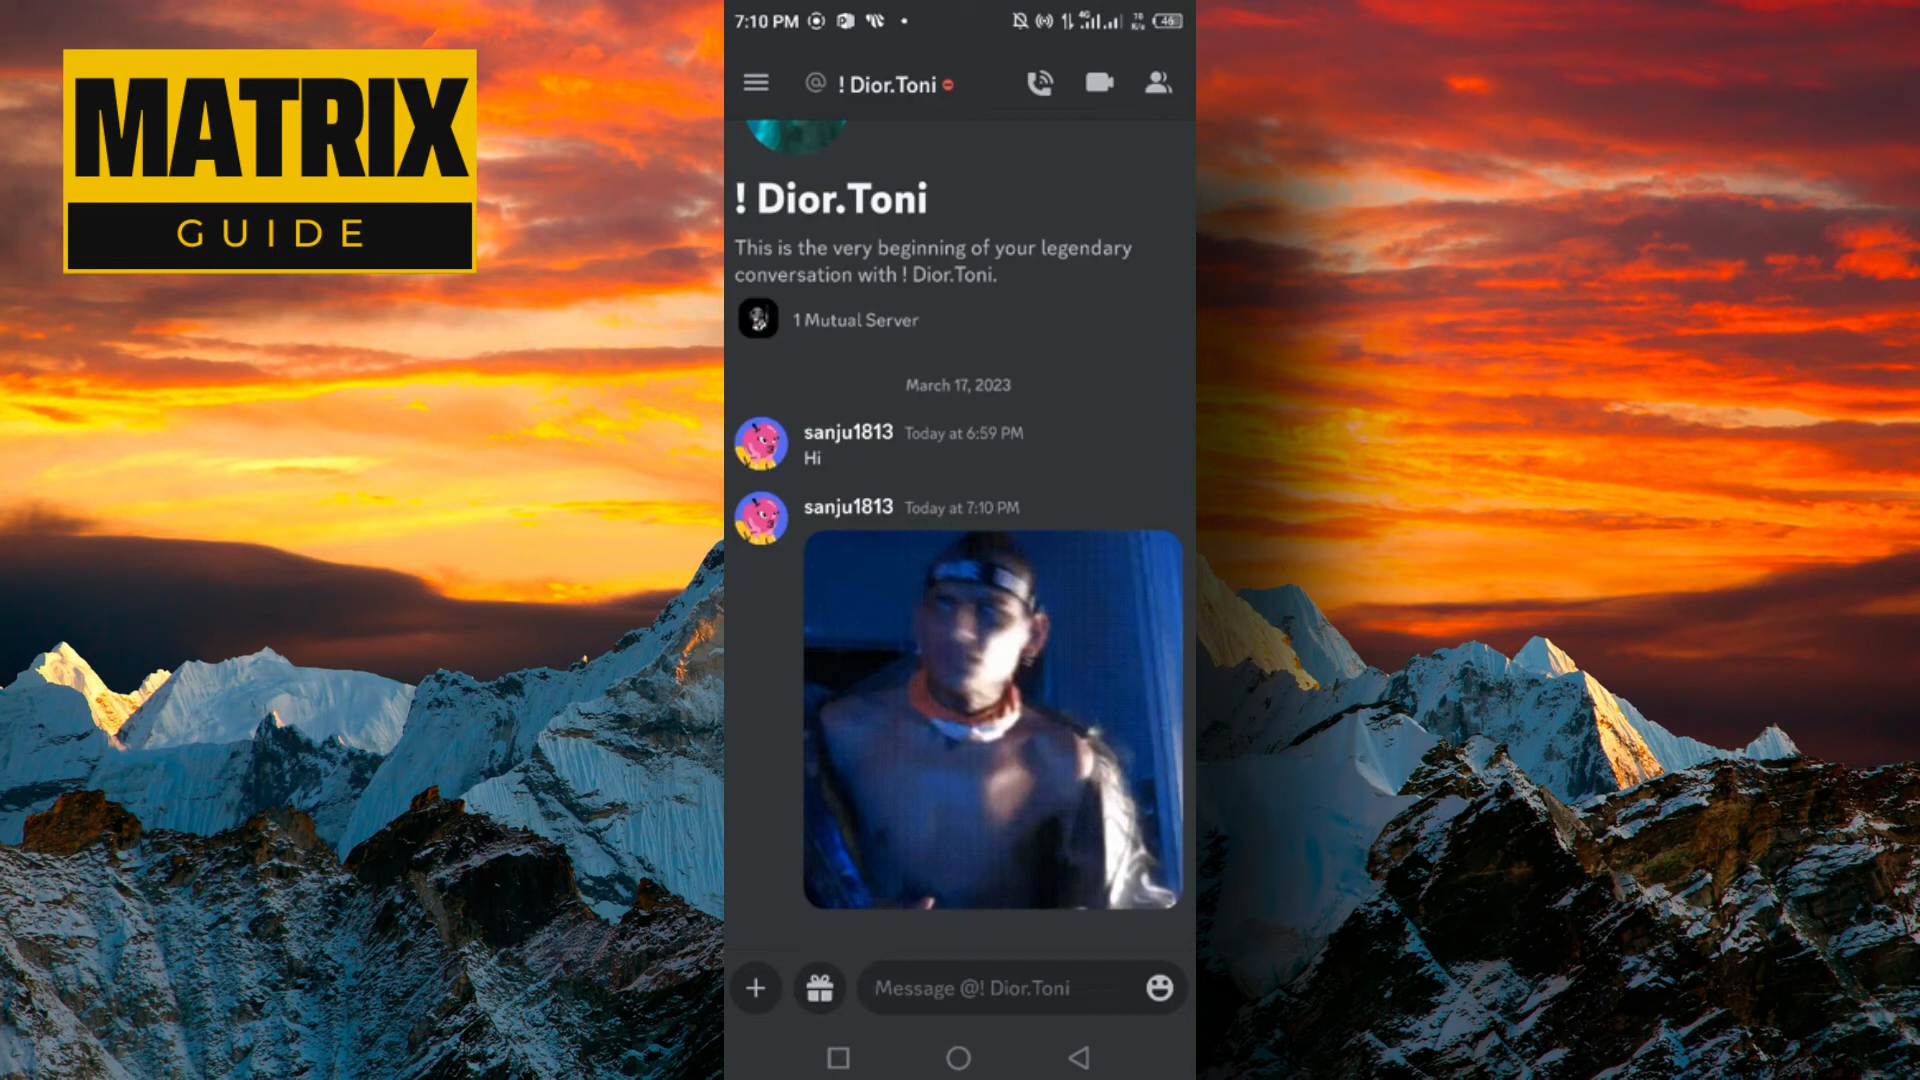 MATRIX
GUIDE
7:10 PM
4G
46
@ ! Dior.Toni
! Dior.Toni
This is the very beginning of your legendary
conversation with ! Dior.Toni.
1 Mutual Server
March 17, 2023
sanju1813 Today at 6:59 PM
Hi
sanju1813 Today at 7:10 PM
Message @! Dior.Toni